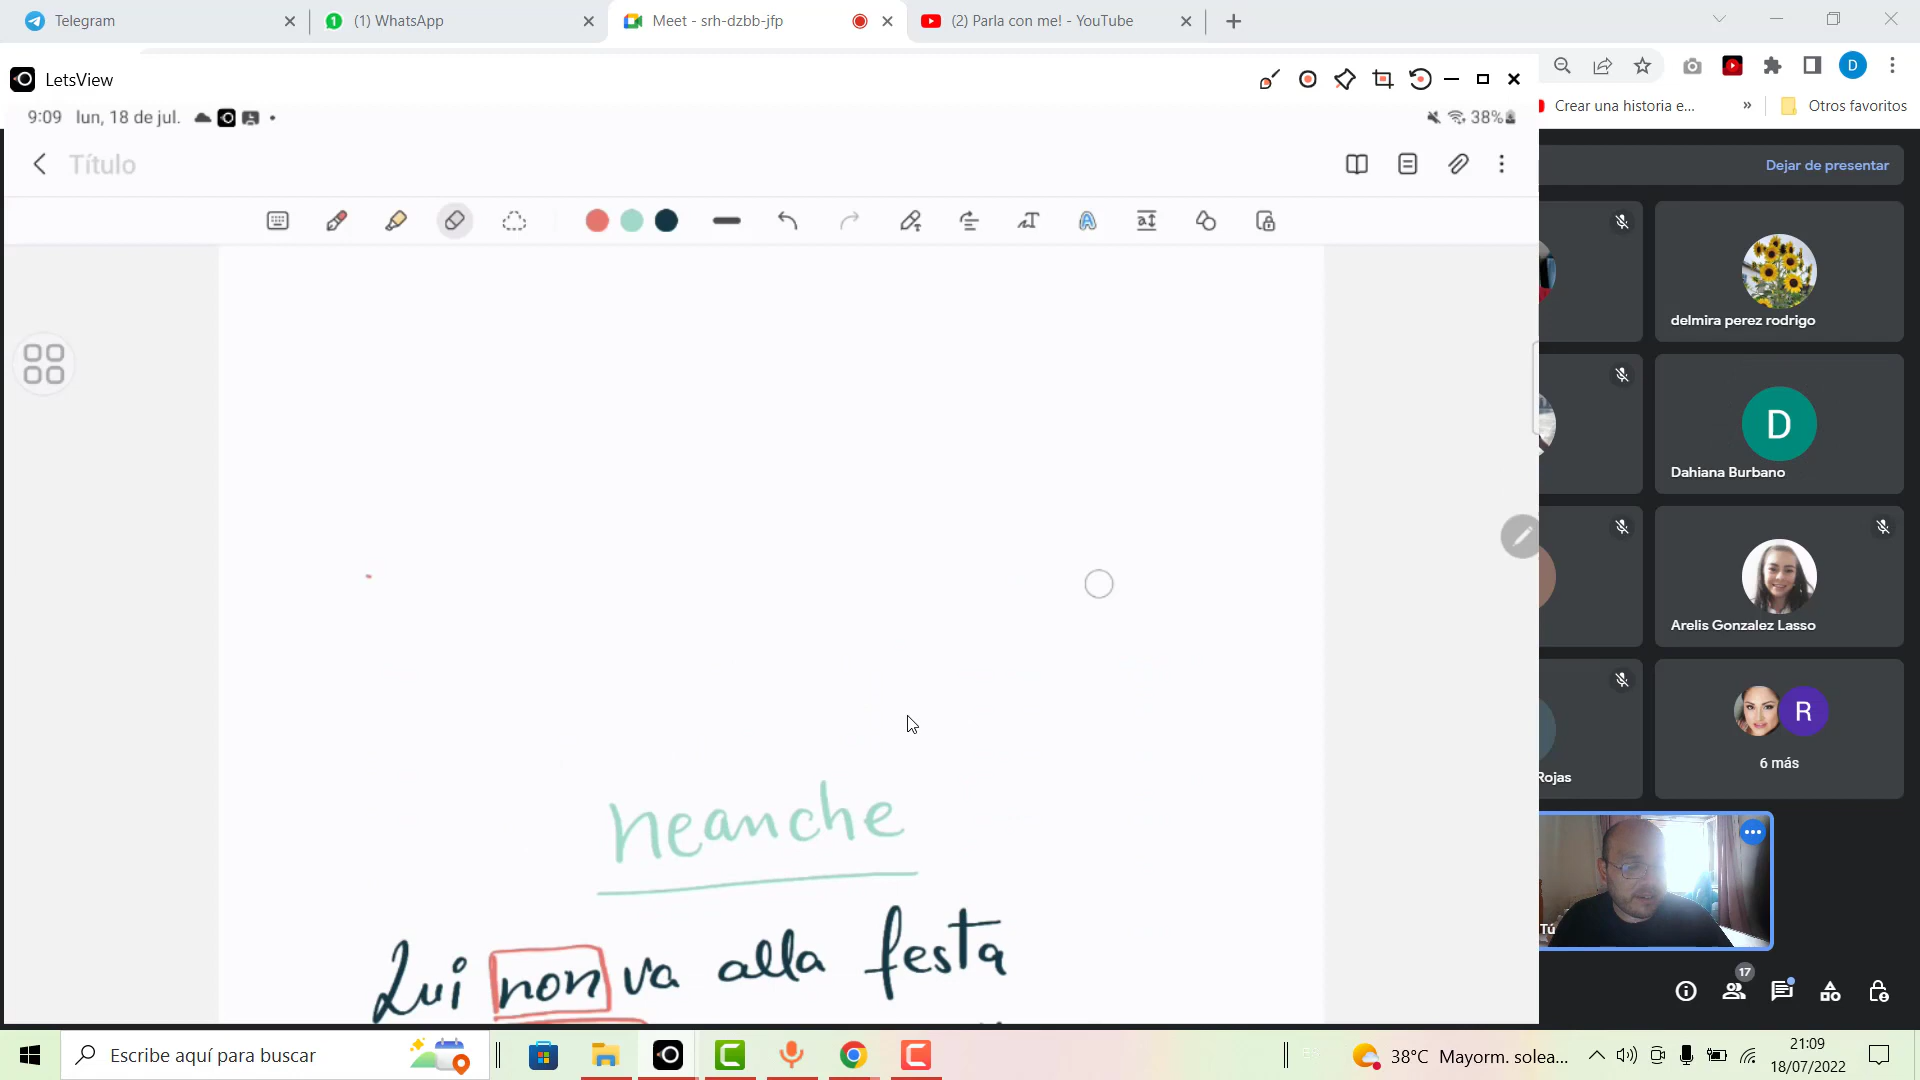 Telegram
(1) WhatsApp
Meet - srh-dzbb-jfp
(2) Parla con me! - YouTube
LetsView
D
Crear una historia e...
»
Otros favoritos
9:09 lun, 18 de jul.
38%
Título
Dejar de presentar
delmira perez rodrigo
D
Dahiana Burbano
Arelis Gonzalez Lasso
R
Rojas
6 más
neanche
Lui non va alla festa
Tú
17
Escribe aquí para buscar
38°C Mayorm. solea...
21:09
18/07/2022